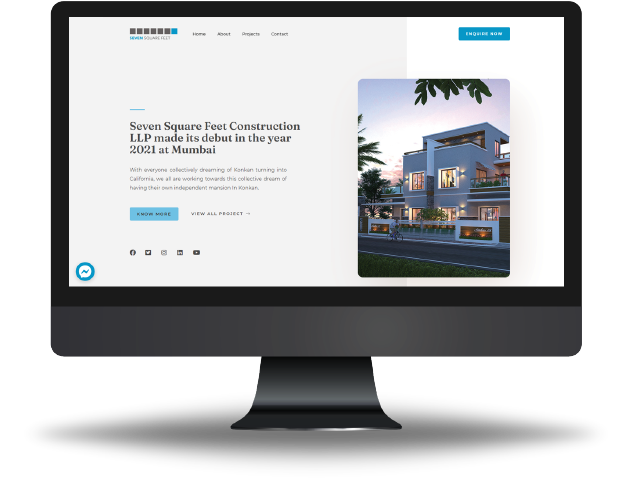 SEVEN SQUARE FEET
Home About Projects Contact
ENQUIRE NOW
Seven Square Feet Construction
LLP made its debut in the year
2021 at Mumbai
With everyone collectively dreaming of Konkan turning into
California, we all are working towards this collective dream of
having their own independent mansion In Konkan.
KNOW MORE VIEW ALL PROJECT →